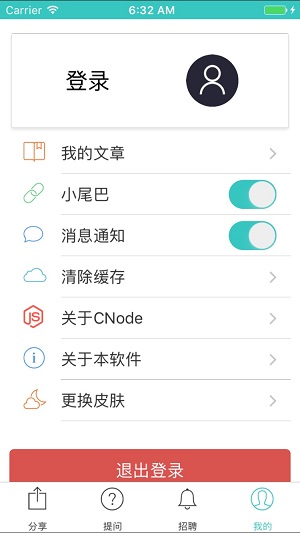 Carrier 6:32 AM
登录
我的文章
小尾巴
消息通知
清除缓存
关于CNode
关于本软件
更换皮肤
退出登录
分享 提问 招聘 我的